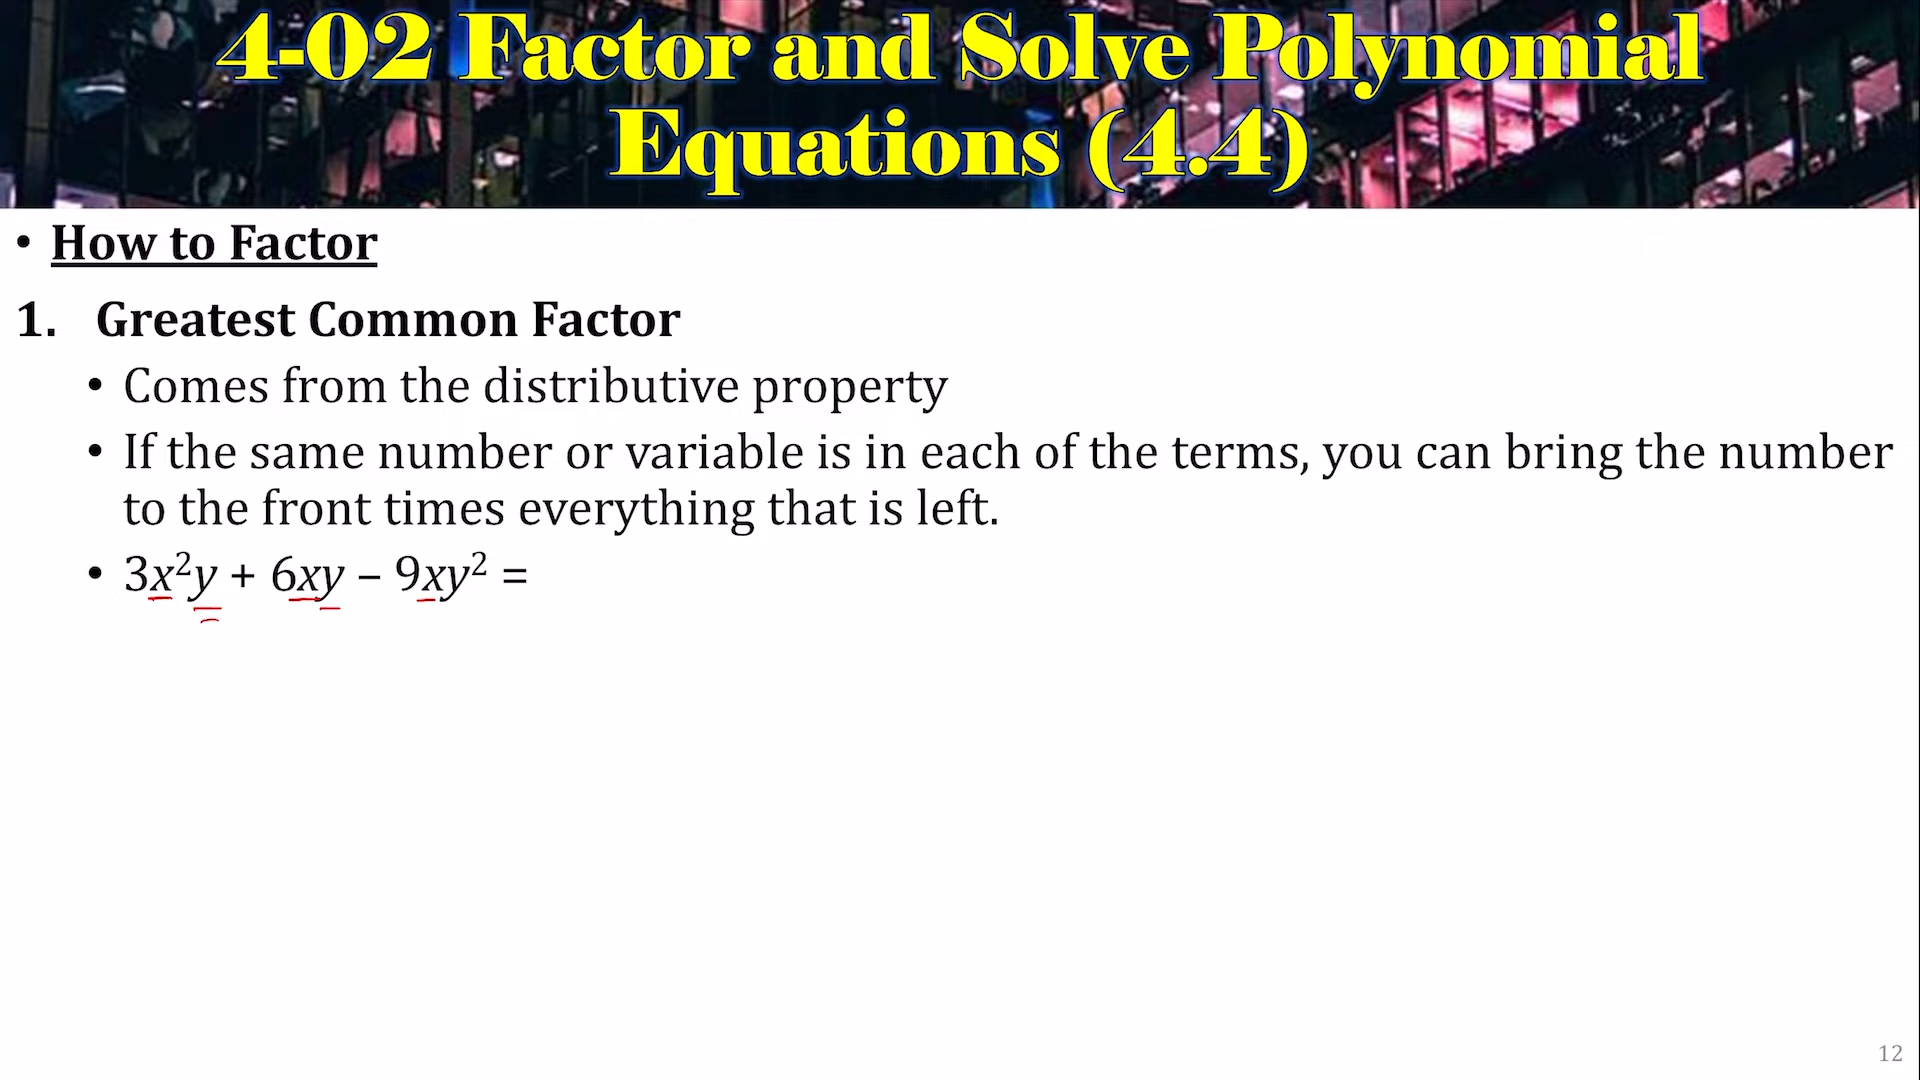 4-02 Factor and Solve Polynomial
Equations (4.4)
• How to Factor
1. Greatest Common Factor
• Comes from the distributive property
• If the same number or variable is in each of the terms, you can bring the number
to the front times everything that is left.
• 3x²y + 6xy – 9xy² =
12